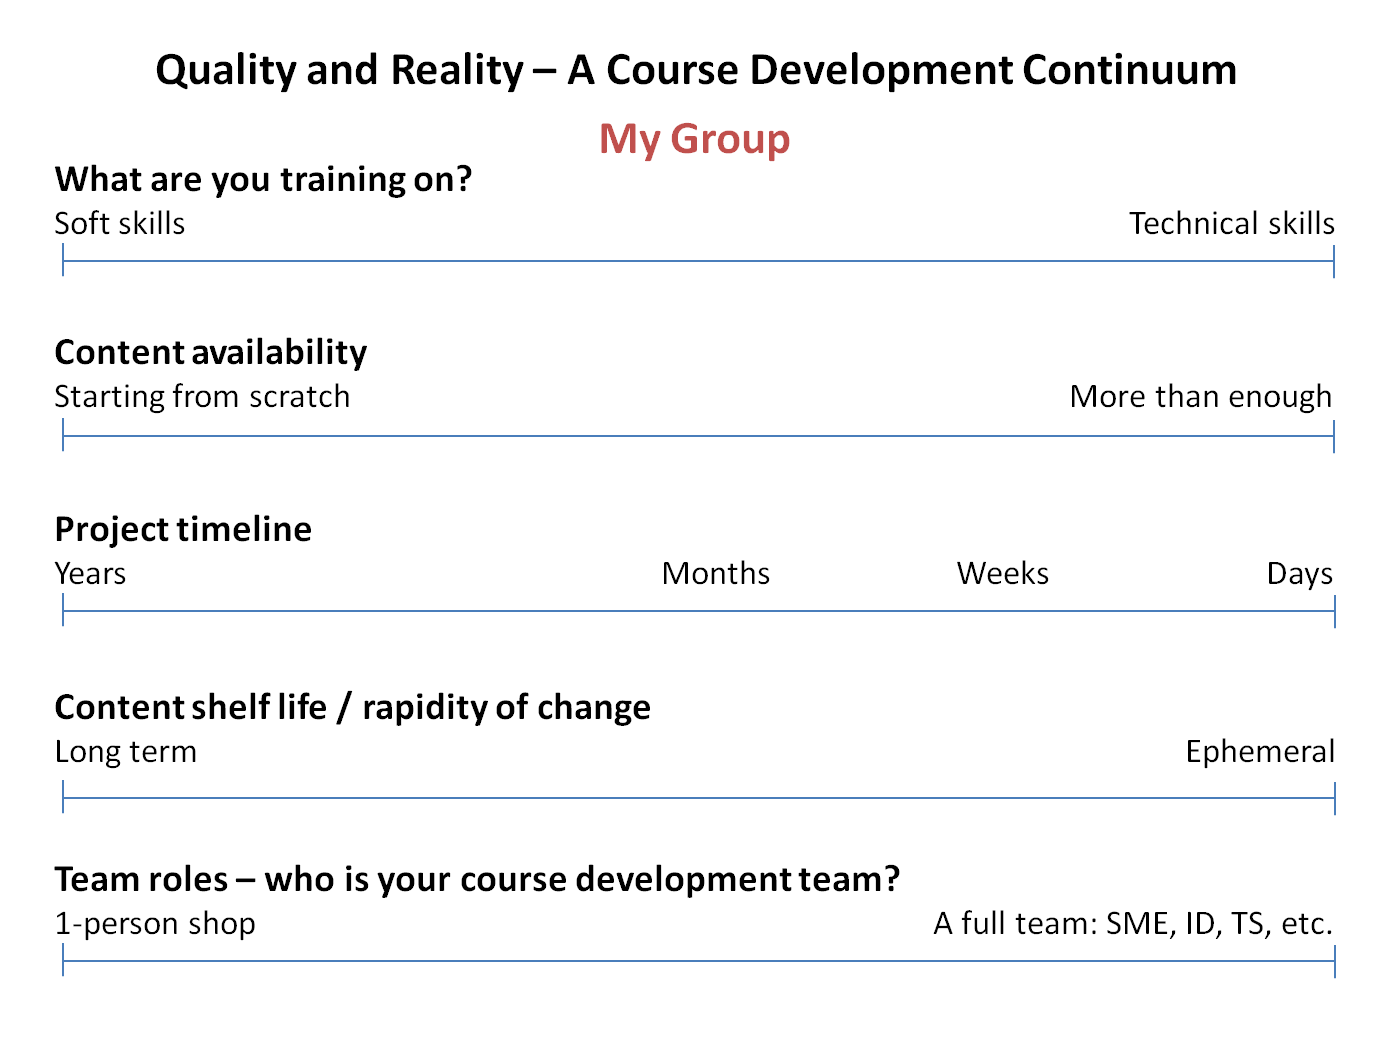 Quality and Reality – A Course Development Continuum
My Group
What are you training on?
Soft skills Technical skills
Content availability
Starting from scratch More than enough
Project timeline
Years Months Weeks Days
Content shelf life / rapidity of change
Long term Ephemeral
Team roles – who is your course development team?
1-person shop A full team: SME, ID, TS, etc.